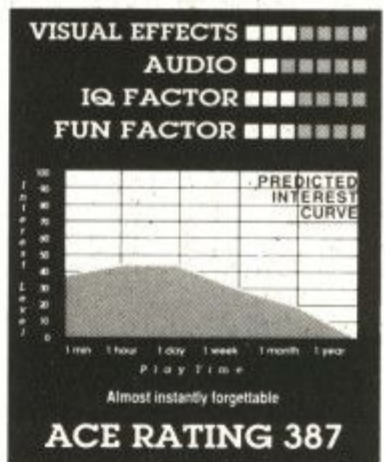 VISUAL EFFECTS
AUDIO
IQ FACTOR
FUN FACTOR
PREDICTED
INTEREST
CURVE
Interest Level
100
90
80
70
60
50
40
30
20
10
0
1 min 1 hour 1 day 1 week 1 month 1 year
Play Time
Almost instantly forgettable
ACE RATING 387